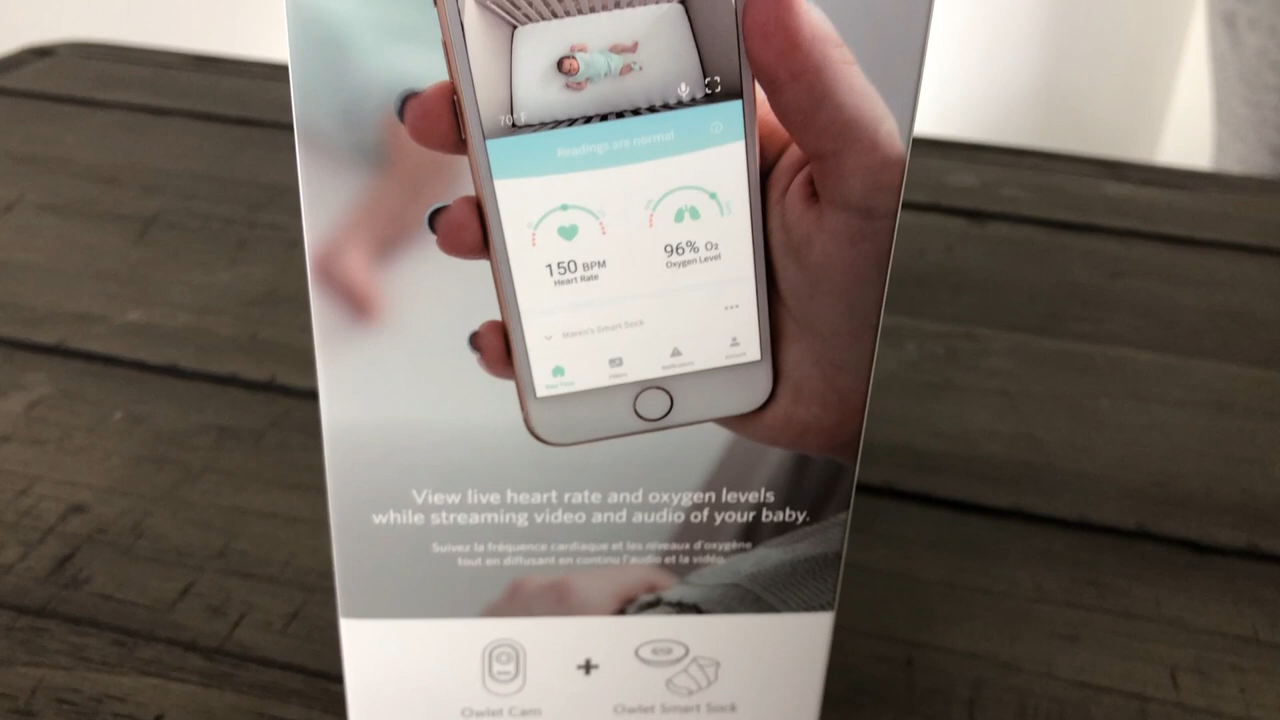 70°F
Readings are normal
150 BPM
Heart Rate
96% O₂
Oxygen Level
Smart Sock
View live heart rate and oxygen levels
while streaming video and audio of your baby.
Suivez la fréquence cardiaque et les niveaux d'oxygène
tout en diffusant en continu l'audio et la vidéo.
+
Owlet Cam
Owlet Smart Sock